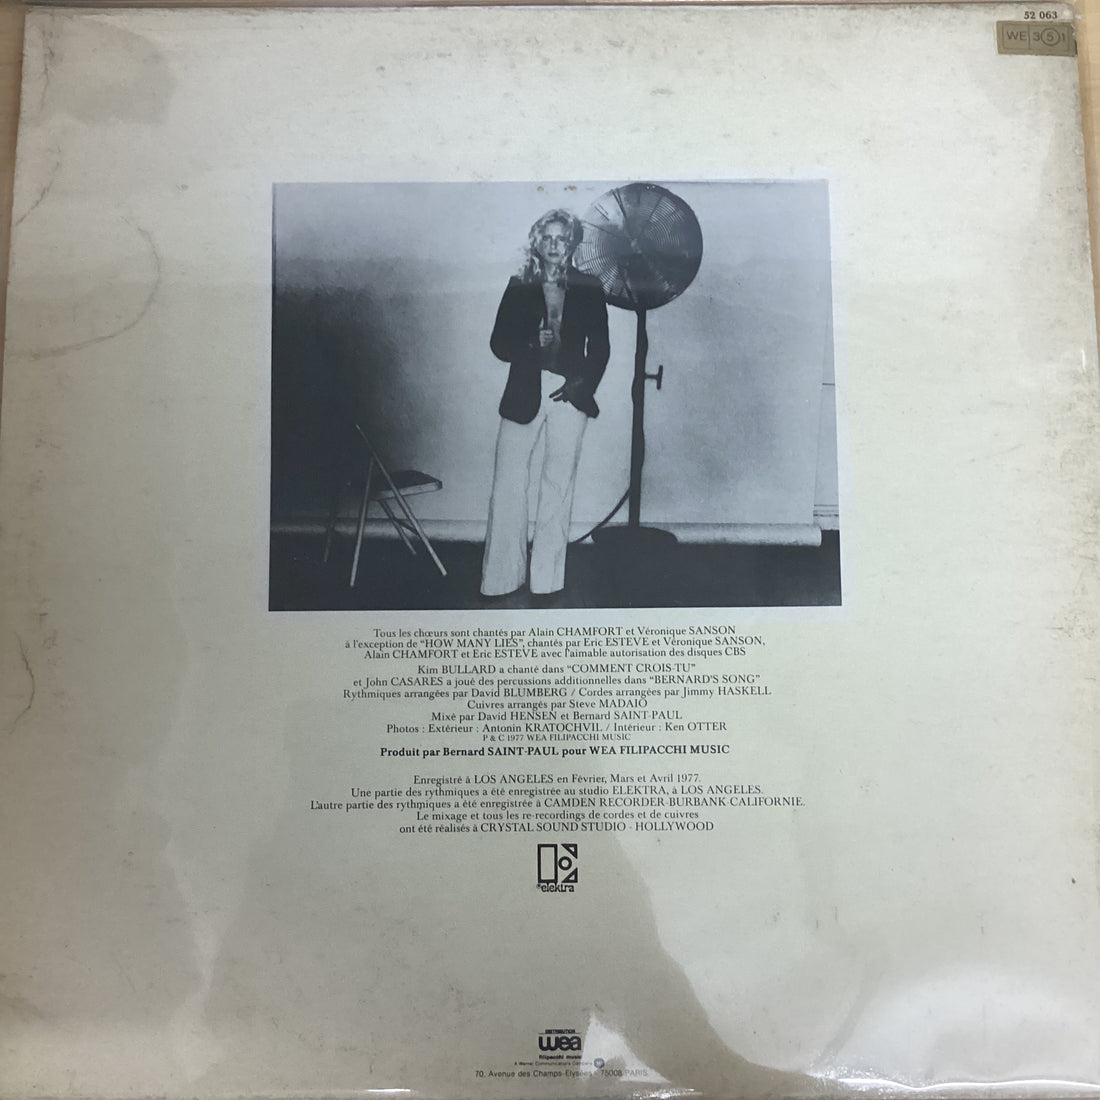 52 063
WE 351
Tous les chœurs sont chantés par Alain CHAMFORT et Véronique SANSON
à l'exception de “HOW MANY LIES”, chantés par Eric ESTEVE et Véronique SANSON,
Alain CHAMFORT et Eric ESTEVE avec l'aimable autorisation des disques CBS
Kim BULLARD a chanté dans “COMMENT CROIS-TU”
et John CASARES a joué des percussions additionnelles dans “BERNARD'S SONG”
Rythmiques arrangées par David BLUMBERG / Cordes arrangées par Jimmy HASKELL
Cuivres arrangés par Steve MADAIO
Mixé par David HENSEN et Bernard SAINT-PAUL
Photos : Extérieur : Antonin KRATOCHVIL / Intérieur : Ken OTTER
P & C 1977 WEA FILIPACCHI MUSIC
Produit par Bernard SAINT-PAUL pour WEA FILIPACCHI MUSIC
Enregistré à LOS ANGELES en Février, Mars et Avril 1977.
Une partie des rythmiques a été enregistrée au studio ELEKTRA, à LOS ANGELES.
L'autre partie des rythmiques a été enregistrée à CAMDEN RECORDER-BURBANK-CALIFORNIE.
Le mixage et tous les re-recordings de cordes et de cuivres
ont été réalisés à CRYSTAL SOUND STUDIO - HOLLYWOOD
®elektra
DISTRIBUTION
wea
filipacchi music
A Warner Communications Company
70, Avenue des Champs-Elysées - 75008 PARIS